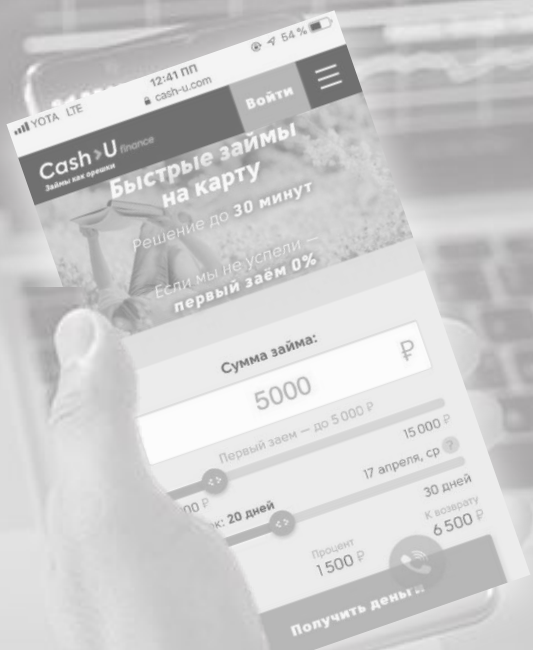 YOTA LTE 12:41 ПП 54 %
cash-u.com
Cash U finance
Займы как орешки
Войти
Быстрые займы
на карту
Решение до 30 минут
Если мы не успели —
первый заём 0%
Сумма займа:
5000 ₽
Первый заем — до 5 000 ₽
15 000 ₽
20 дней
17 апреля, ср ?
30 дней
Процент
1 500 ₽
К возврату
6 500 ₽
Получить деньги